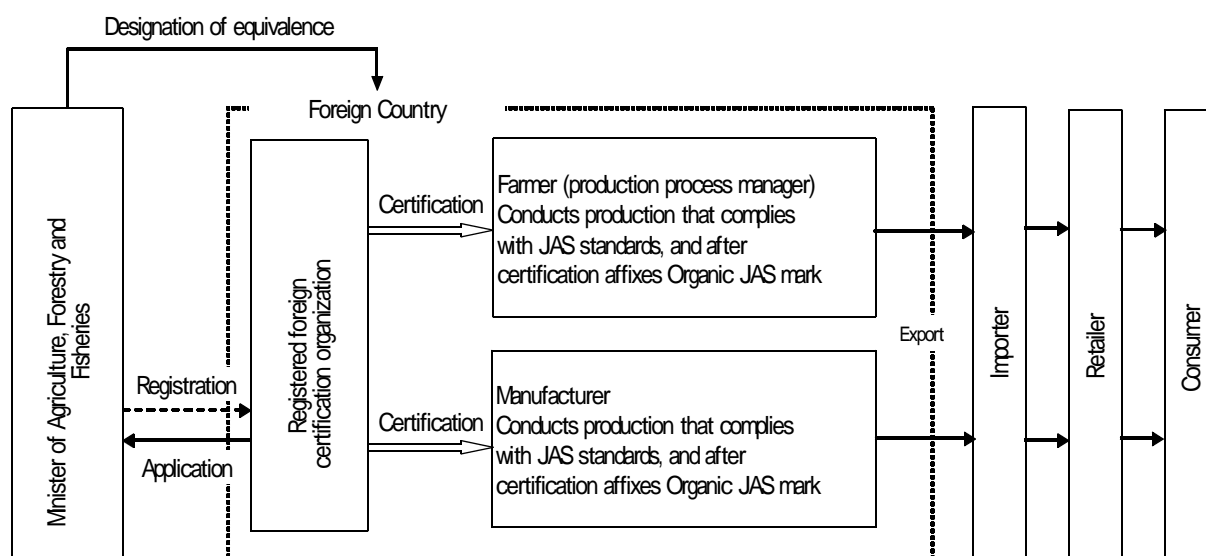 Designation of equivalence
Foreign Country
Minister of Agriculture, Forestry and
Fisheries
Registration
Application
Registered foreign
certification organization
Certification
Farmer (production process manager)
Conducts production that complies
with JAS standards, and after
certification affixes Organic JAS mark
Certification
Manufacturer
Conducts production that complies
with JAS standards, and after
certification affixes Organic JAS mark
Export
Importer
Retailer
Consumer